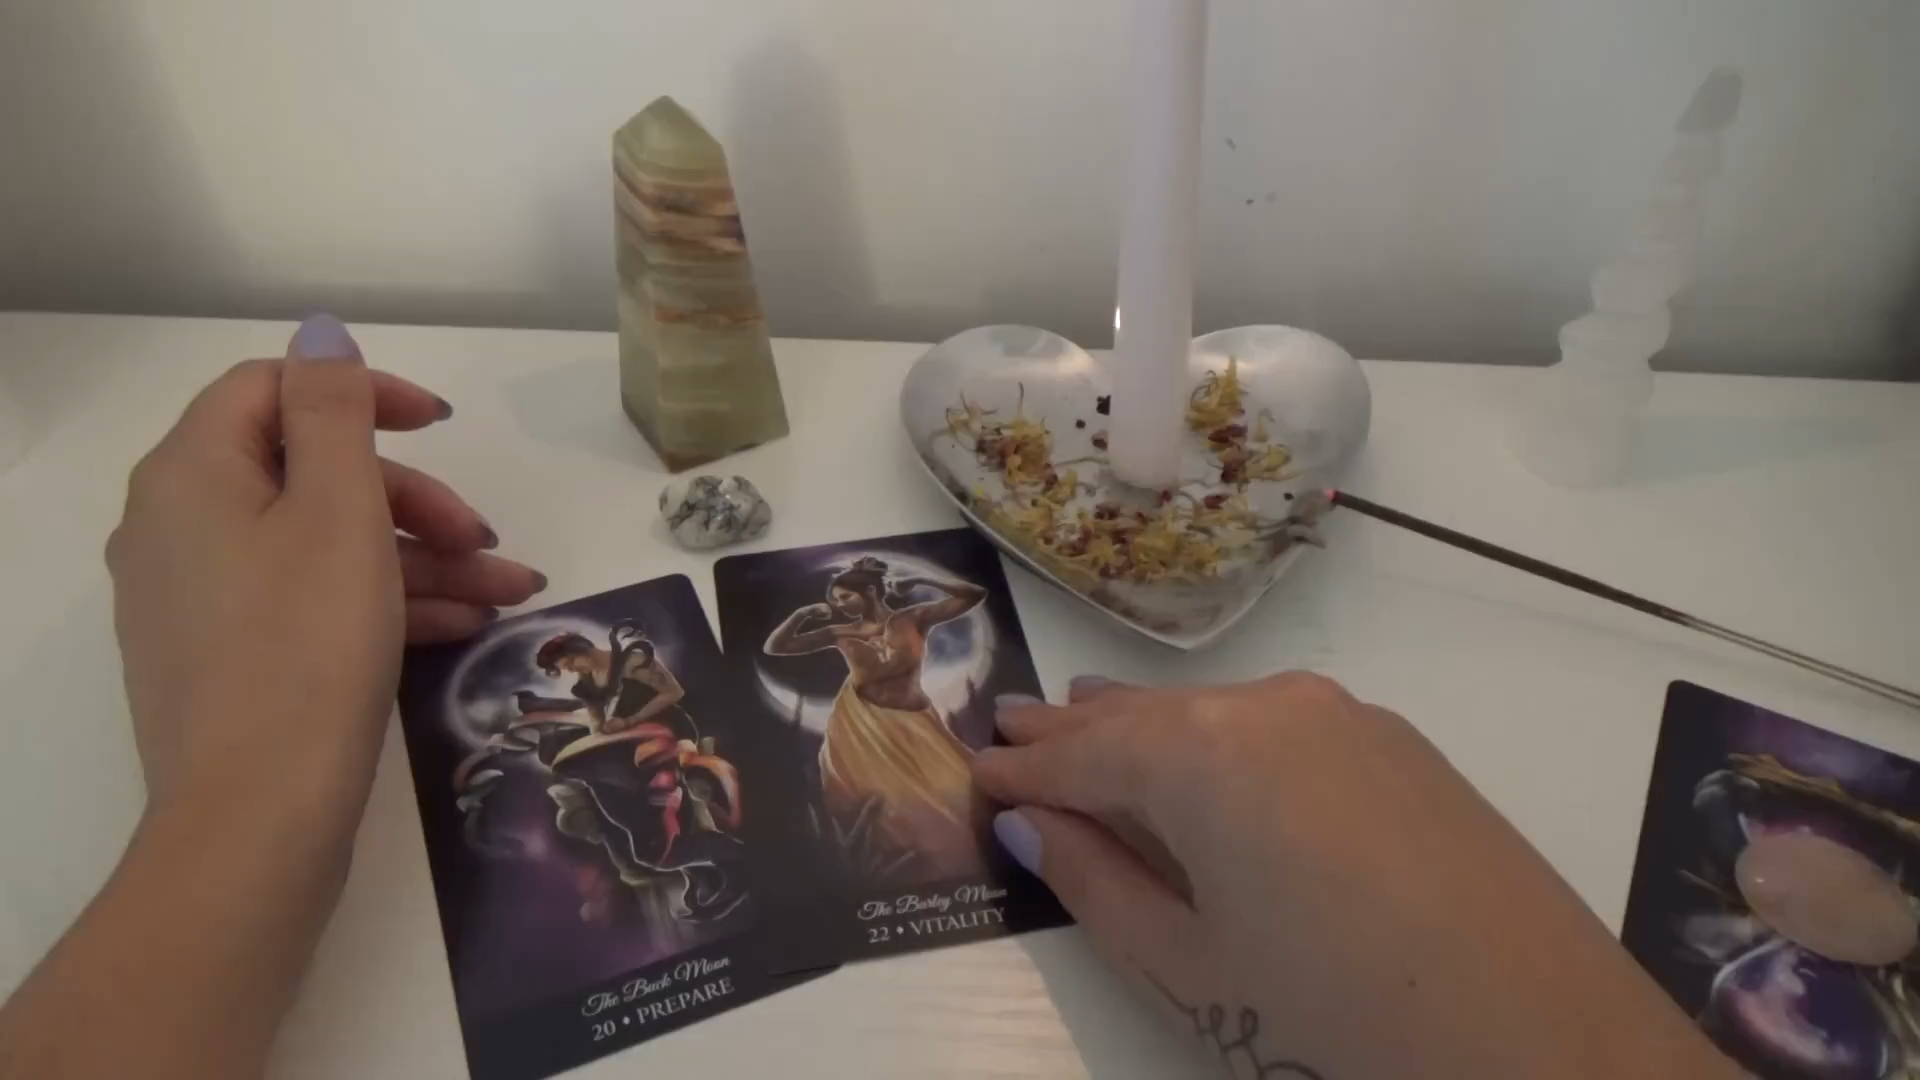 The Buck Moon
20 • PREPARE
The Barley Moon
22 • VITALITY